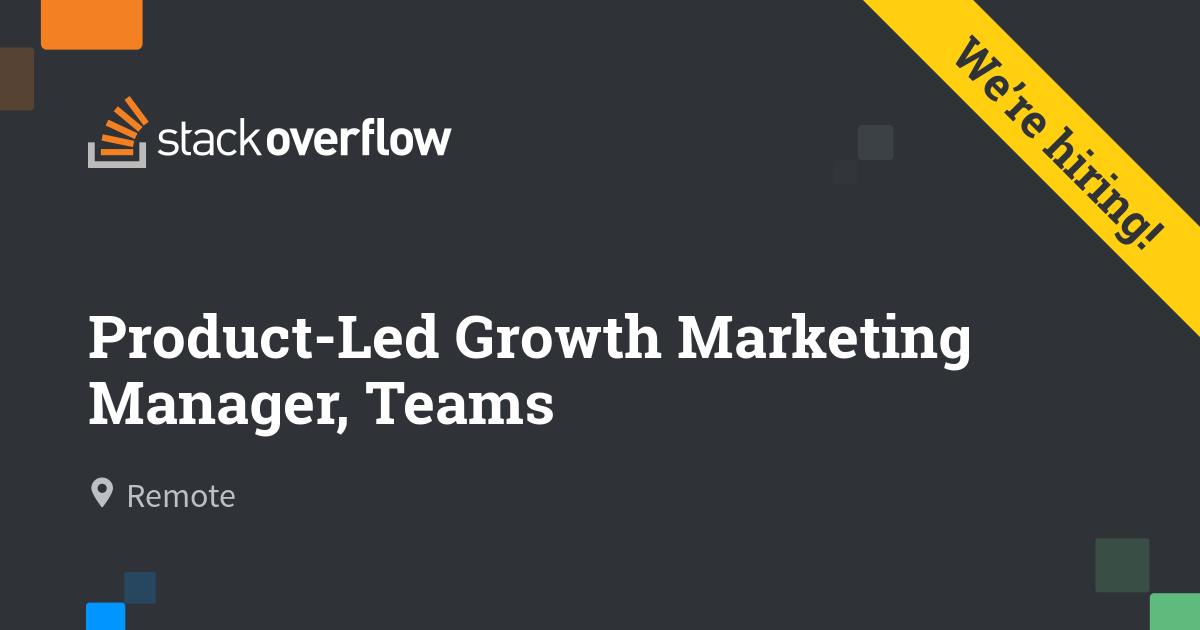 stackoverflow
We're hiring!
Product-Led Growth Marketing
Manager, Teams
Remote